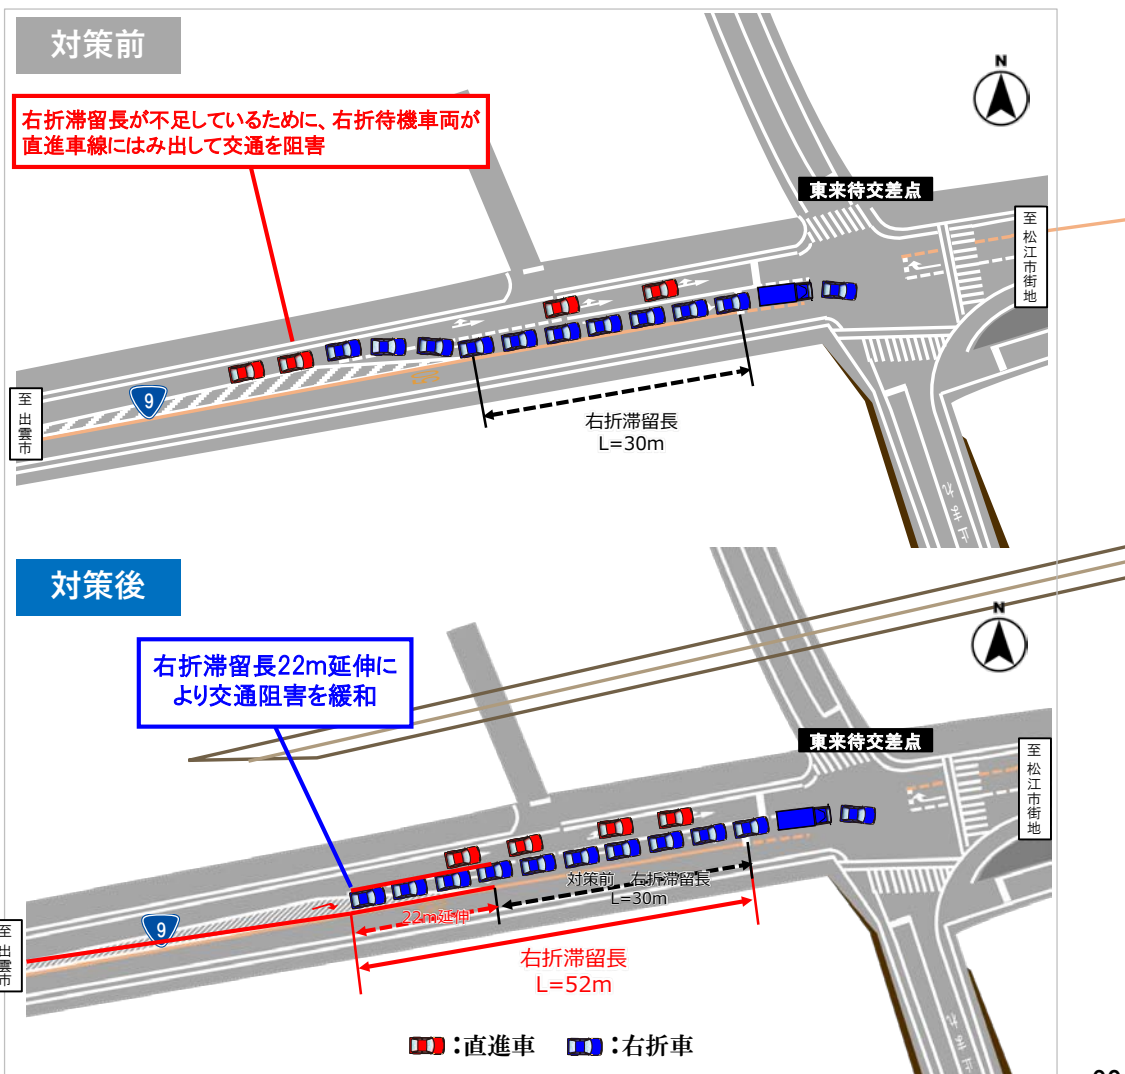 対策前
N
右折滞留長が不足しているために、右折待機車両が
直進車線にはみ出して交通を阻害
東来待交差点
至 松江市街地
9
至 出雲市
右折滞留長
L=30m
対策後
N
右折滞留長22m延伸に
より交通阻害を緩和
東来待交差点
至 松江市街地
対策前 右折滞留長
L=30m
22m延伸
9
至 出雲市
右折滞留長
L=52m
:直進車 :右折車